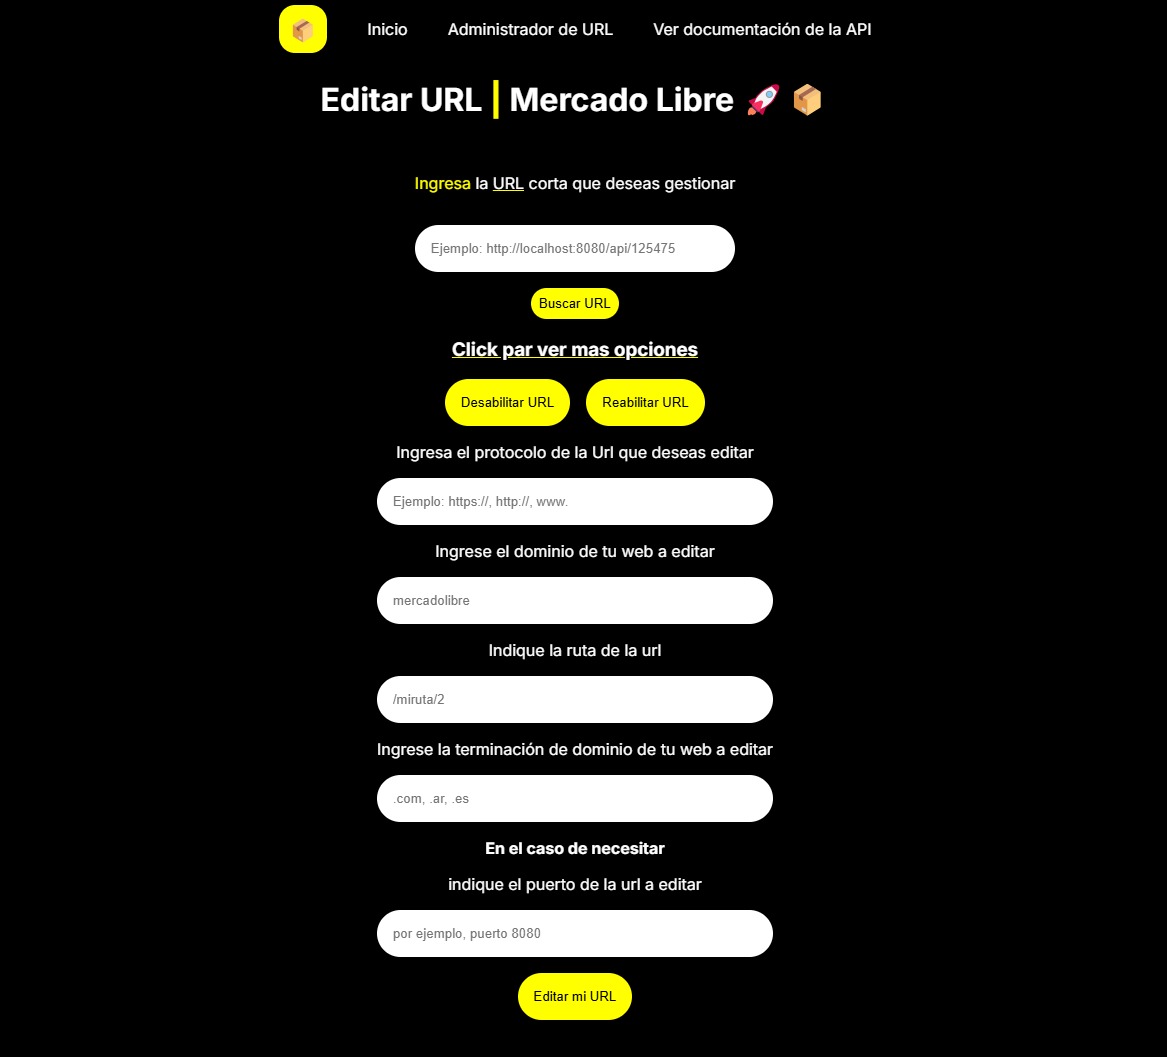 Inicio Administrador de URL Ver documentación de la API
Editar URL | Mercado Libre 🚀 📦
Ingresa la URL corta que deseas gestionar
Ejemplo: http://localhost:8080/api/125475
Buscar URL
Click par ver mas opciones
Desabilitar URL Reabilitar URL
Ingresa el protocolo de la Url que deseas editar
Ejemplo: https://, http://, www.
Ingrese el dominio de tu web a editar
mercadolibre
Indique la ruta de la url
/miruta/2
Ingrese la terminación de dominio de tu web a editar
.com, .ar, .es
En el caso de necesitar
indique el puerto de la url a editar
por ejemplo, puerto 8080
Editar mi URL